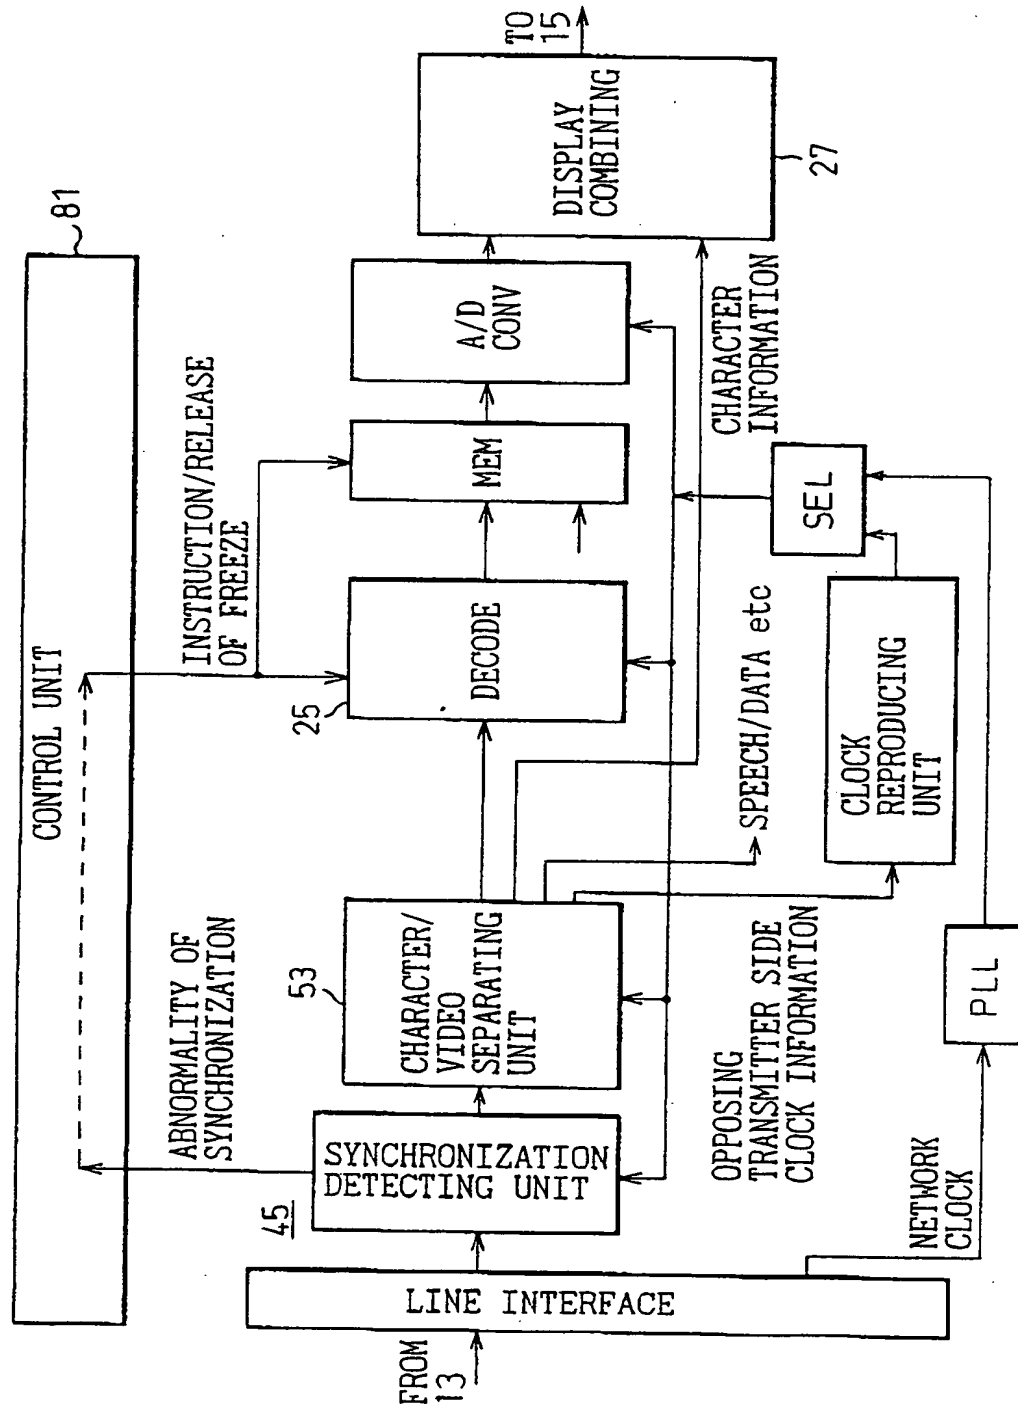 CONTROL UNIT
81
ABNORMALITY OF
SYNCHRONIZATION
INSTRUCTION/RELEASE
OF FREEZE
FROM
13
LINE INTERFACE
45
SYNCHRONIZATION
DETECTING UNIT
53
CHARACTER/
VIDEO
SEPARATING
UNIT
25
DECODE
MEM
A/D
CONV
DISPLAY
COMBINING
27
TO
15
CHARACTER
INFORMATION
SPEECH/DATA etc
OPPOSING
TRANSMITTER SIDE
CLOCK INFORMATION
CLOCK
REPRODUCING
UNIT
SEL
NETWORK
CLOCK
PLL